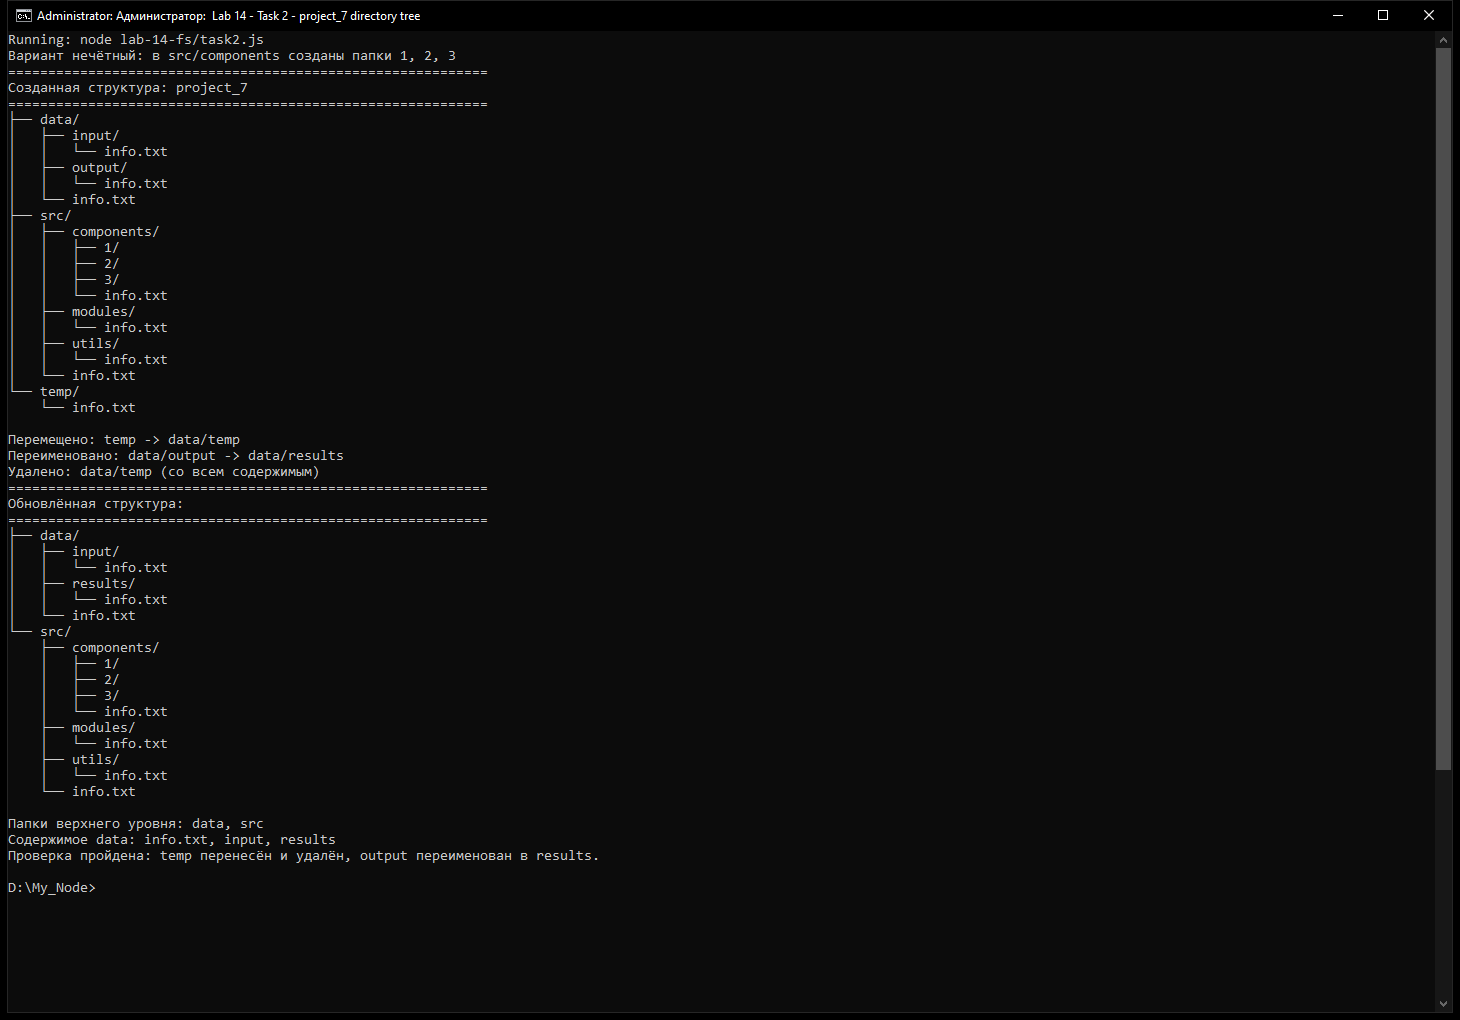 Administrator: Администратор:  Lab 14 - Task 2 - project_7 directory tree
Running: node lab-14-fs/task2.js
Вариант нечётный: в src/components созданы папки 1, 2, 3
============================================================
Созданная структура: project_7
============================================================
├── data/
│   ├── input/
│   │   └── info.txt
│   ├── output/
│   │   └── info.txt
│   └── info.txt
├── src/
│   ├── components/
│   │   ├── 1/
│   │   ├── 2/
│   │   ├── 3/
│   │   └── info.txt
│   ├── modules/
│   │   └── info.txt
│   ├── utils/
│   │   └── info.txt
│   └── info.txt
└── temp/
    └── info.txt

Перемещено: temp -> data/temp
Переименовано: data/output -> data/results
Удалено: data/temp (со всем содержимым)
============================================================
Обновлённая структура:
============================================================
├── data/
│   ├── input/
│   │   └── info.txt
│   ├── results/
│   │   └── info.txt
│   └── info.txt
└── src/
    ├── components/
    │   ├── 1/
    │   ├── 2/
    │   ├── 3/
    │   └── info.txt
    ├── modules/
    │   └── info.txt
    ├── utils/
    │   └── info.txt
    └── info.txt

Папки верхнего уровня: data, src
Содержимое data: info.txt, input, results
Проверка пройдена: temp перенесён и удалён, output переименован в results.

D:\My_Node>